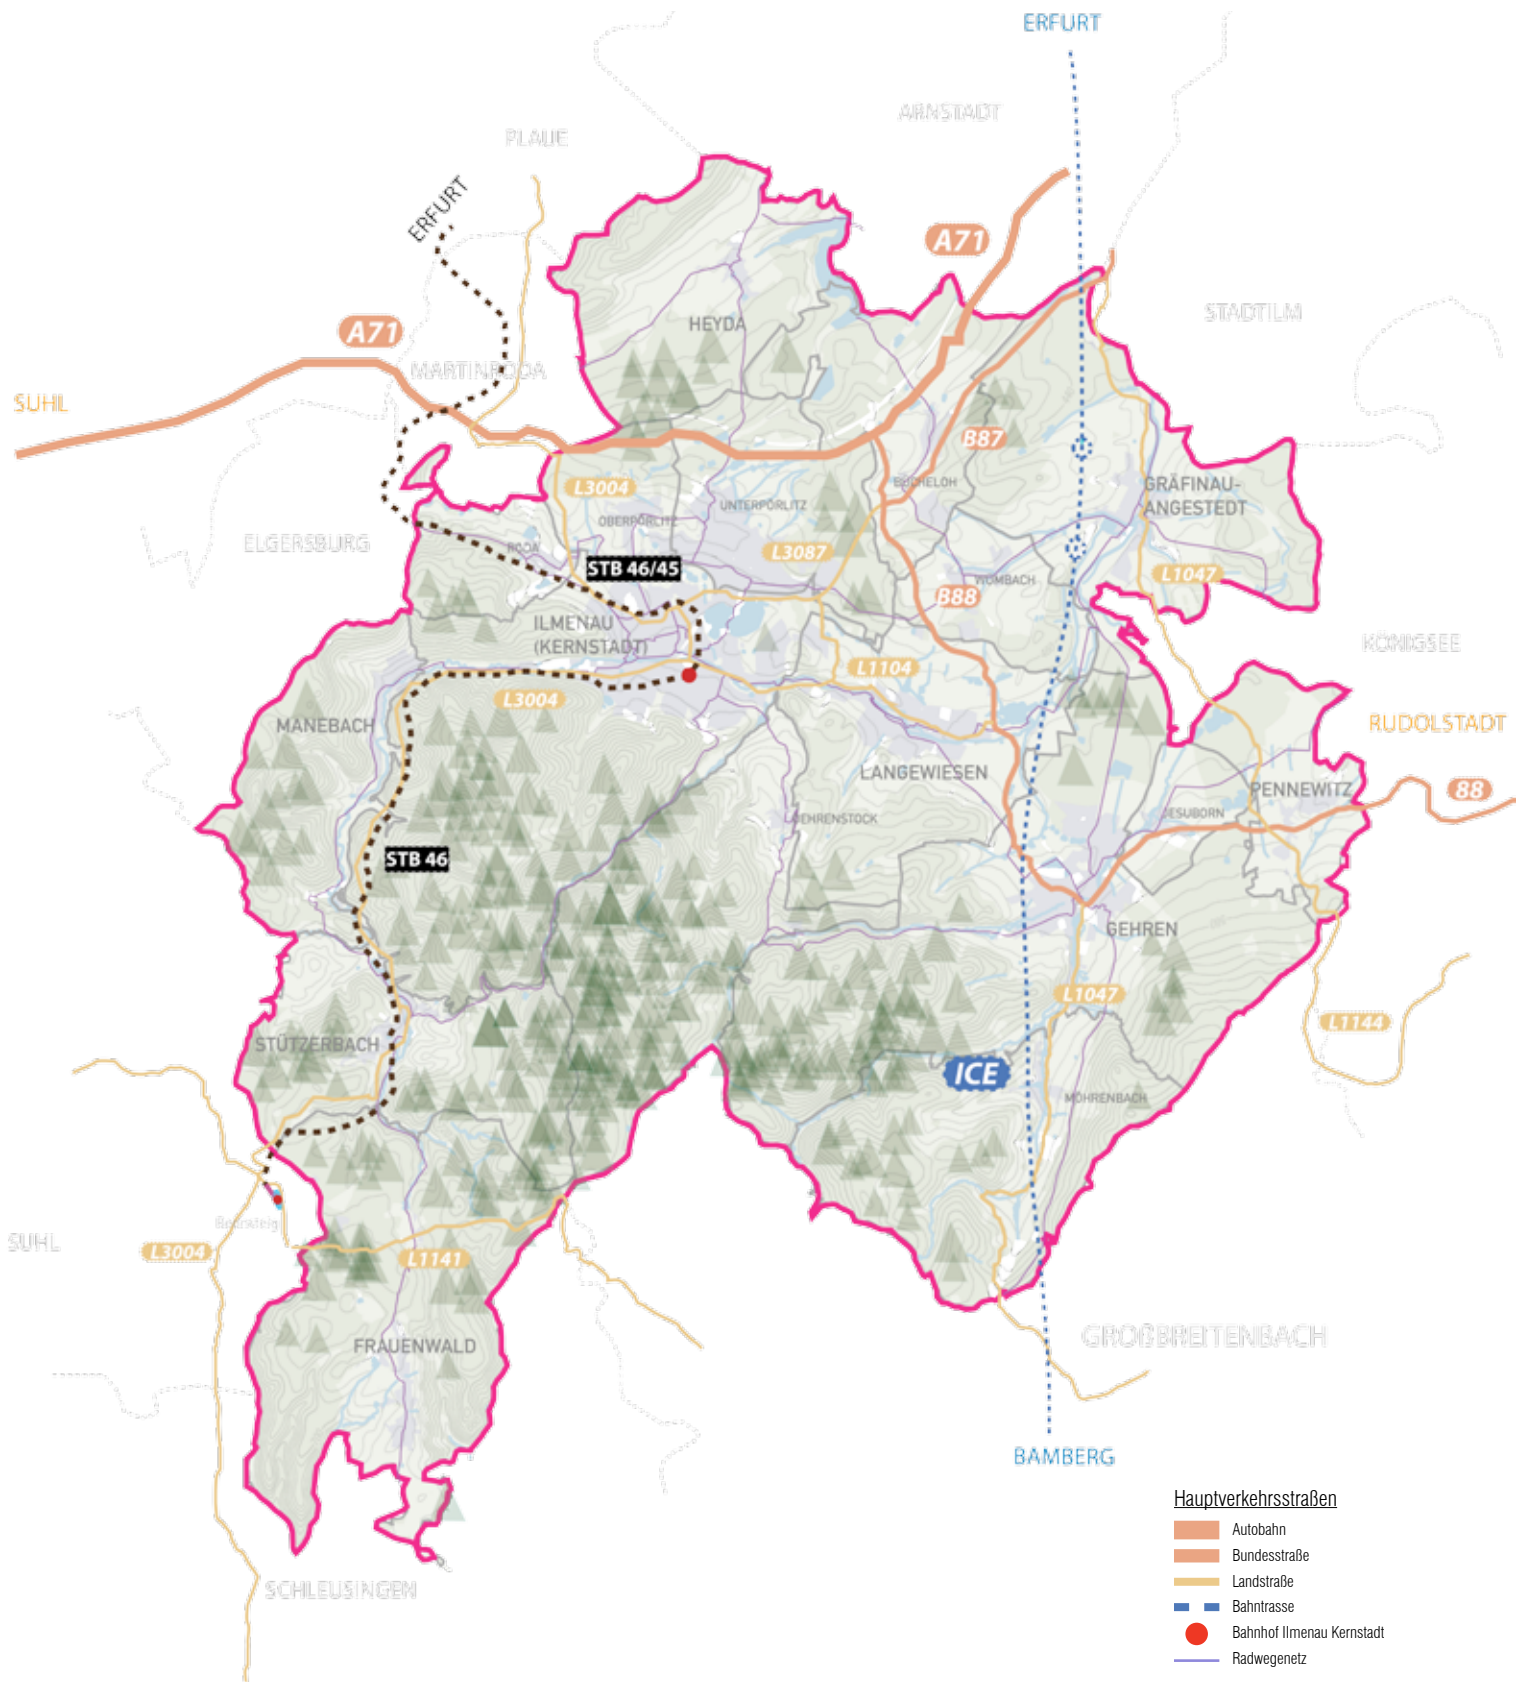 ERFURT
ARNSTADT
PLAUE
ERFURT
A71
STADTILM
HEYDA
A71
MARTINRODA
SUHL
B87
BÜCHELOH
GRÄFINAU-
ANGESTEDT
L3004
UNTERPÖRLITZ
OBERPÖRLITZ
ELGERSBURG
RODA
L3087
STB 46/45
L1047
WÜMBACH
B88
ILMENAU
(KERNSTADT)
KÖNIGSEE
L1104
L3004
MANEBACH
RUDOLSTADT
LANGEWIESEN
PENNEWITZ
88
JESUBORN
OEHRENSTOCK
STB 46
GEHREN
L1047
L1144
STÜTZERBACH
ICE
MÖHRENBACH
Rennsteig
SUHL
L3004
L1141
FRAUENWALD
GROßBREITENBACH
BAMBERG
SCHLEUSINGEN
Hauptverkehrsstraßen
Autobahn
Bundesstraße
Landstraße
Bahntrasse
Bahnhof Ilmenau Kernstadt
Radwegenetz